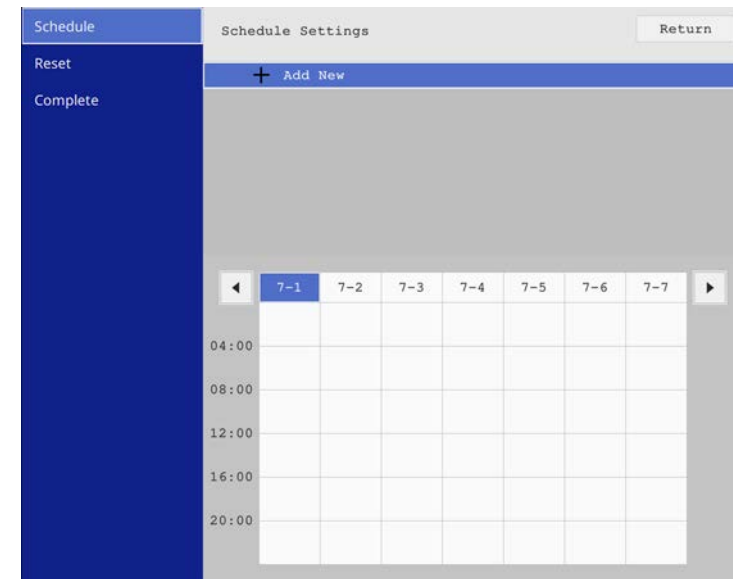 Schedule
Reset
Complete
Schedule Settings
Return
+ Add New
7-1 7-2 7-3 7-4 7-5 7-6 7-7
04:00
08:00
12:00
16:00
20:00